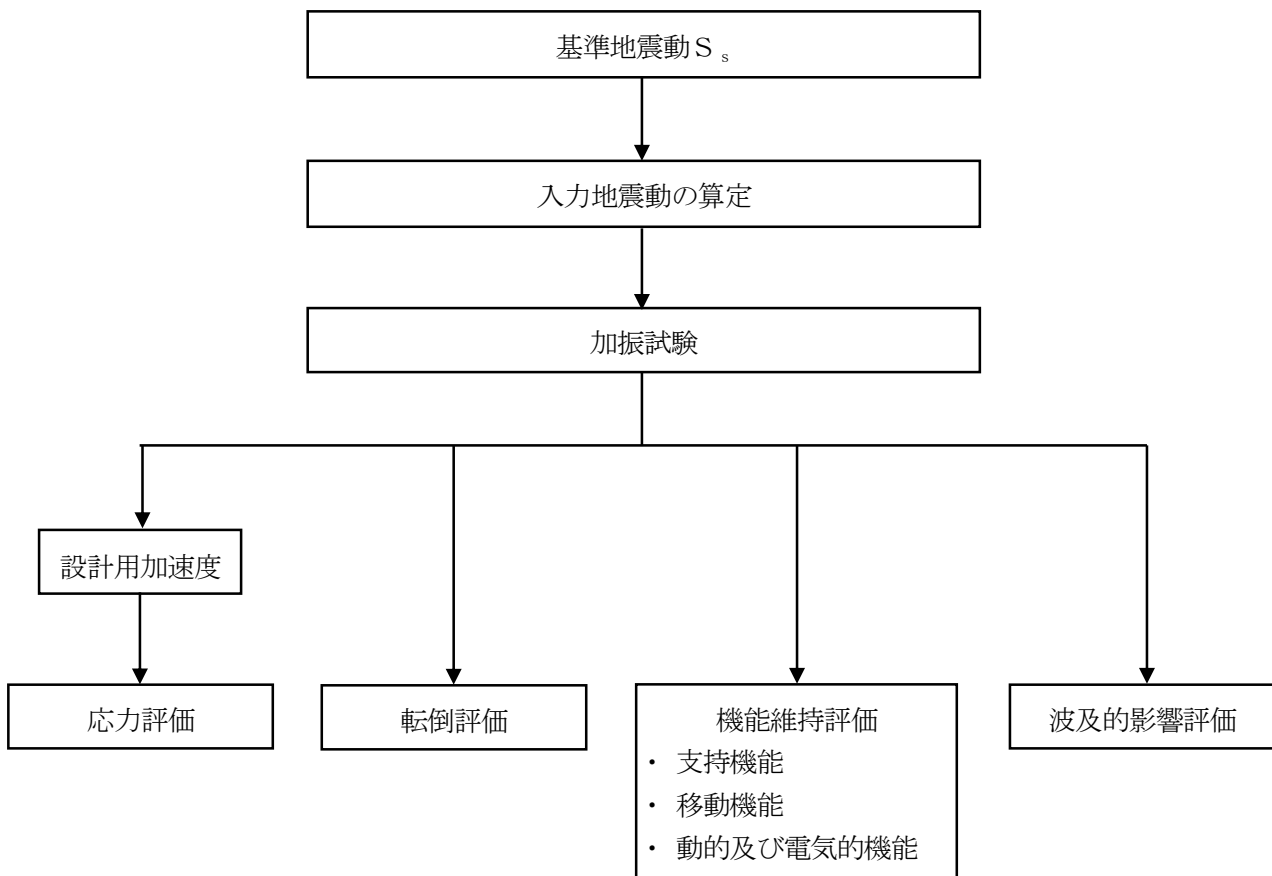 基準地震動Ｓｓ
入力地震動の算定
加振試験
設計用加速度
応力評価
転倒評価
機能維持評価
・ 支持機能
・ 移動機能
・ 動的及び電気的機能
波及的影響評価